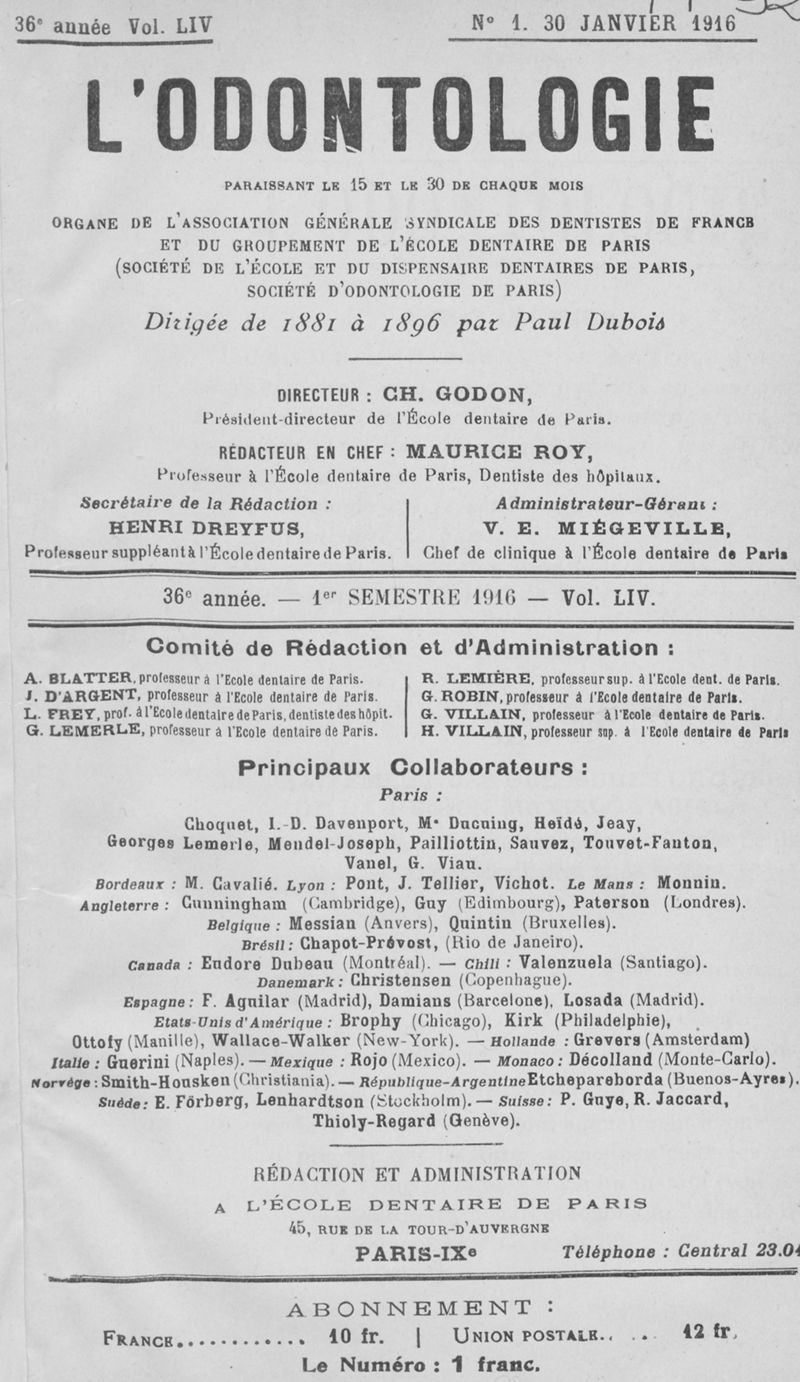 36e année Vol. LIV
N° 1. 30 JANVIER 1916
L'ODONTOLOGIE
PARAISSANT LE 15 ET LE 30 DE CHAQUE MOIS
ORGANE DE L'ASSOCIATION GÉNÉRALE SYNDICALE DES DENTISTES DE FRANCE
ET DU GROUPEMENT DE L'ÉCOLE DENTAIRE DE PARIS
(SOCIÉTÉ DE L'ÉCOLE ET DU DISPENSAIRE DENTAIRES DE PARIS,
SOCIÉTÉ D'ODONTOLOGIE DE PARIS)
Dirigée de 1881 à 1896 par Paul Dubois
DIRECTEUR : CH. GODON,
Président-directeur de l'École dentaire de Paris.
RÉDACTEUR EN CHEF : MAURICE ROY,
Professeur à l'École dentaire de Paris, Dentiste des hôpitaux.
Secrétaire de la Rédaction :
HENRI DREYFUS,
Professeur suppléant à l'École dentaire de Paris.
Administrateur-Gérant :
V. E. MIÉGEVILLE,
Chef de clinique à l'École dentaire de Paris
36e année. — 1er SEMESTRE 1916 — Vol. LIV.
Comité de Rédaction et d'Administration :
A. BLATTER, professeur à l'Ecole dentaire de Paris.
J. D'ARGENT, professeur à l'Ecole dentaire de Paris.
L. FREY, prof. à l'Ecole dentaire de Paris, dentiste des hôpit.
G. LEMERLE, professeur à l'Ecole dentaire de Paris.
R. LEMIÈRE, professeur sup. à l'Ecole dent. de Paris.
G. ROBIN, professeur à l'Ecole dentaire de Paris.
G. VILLAIN, professeur à l'Ecole dentaire de Paris.
H. VILLAIN, professeur sup. à l'Ecole dentaire de Paris
Principaux Collaborateurs :
Paris :
Choquet, I.-D. Davenport, Me Ducuing, Heïdé, Jeay,
Georges Lemerle, Mendel-Joseph, Pailliottin, Sauvez, Touvet-Fanton,
Vanel, G. Viau.
Bordeaux : M. Cavalié. Lyon : Pont, J. Tellier, Vichot. Le Mans : Monnin.
Angleterre : Cunningham (Cambridge), Guy (Edimbourg), Paterson (Londres).
Belgique : Messian (Anvers), Quintin (Bruxelles).
Brésil : Chapot-Prévost, (Rio de Janeiro).
Canada : Eudore Dubeau (Montréal). — Chili : Valenzuela (Santiago).
Danemark : Christensen (Copenhague).
Espagne : F. Aguilar (Madrid), Damians (Barcelone), Losada (Madrid).
Etats-Unis d'Amérique : Brophy (Chicago), Kirk (Philadelphie),
Ottofy (Manille), Wallace-Walker (New-York). — Hollande : Grevers (Amsterdam)
Italie : Guerini (Naples). — Mexique : Rojo (Mexico). — Monaco : Décolland (Monte-Carlo).
Norvège : Smith-Housken (Christiania). — République-Argentine Etchepareborda (Buenos-Ayres).
Suède : E. Förberg, Lenhardtson (Stockholm). — Suisse : P. Guye, R. Jaccard,
Thioly-Regard (Genève).
RÉDACTION ET ADMINISTRATION
A L'ÉCOLE DENTAIRE DE PARIS
45, RUE DE LA TOUR-D'AUVERGNE
PARIS-IXe Téléphone : Central 23.04
ABONNEMENT :
FRANCE............ 10 fr. | UNION POSTALE.. .. 12 fr.
Le Numéro : 1 franc.